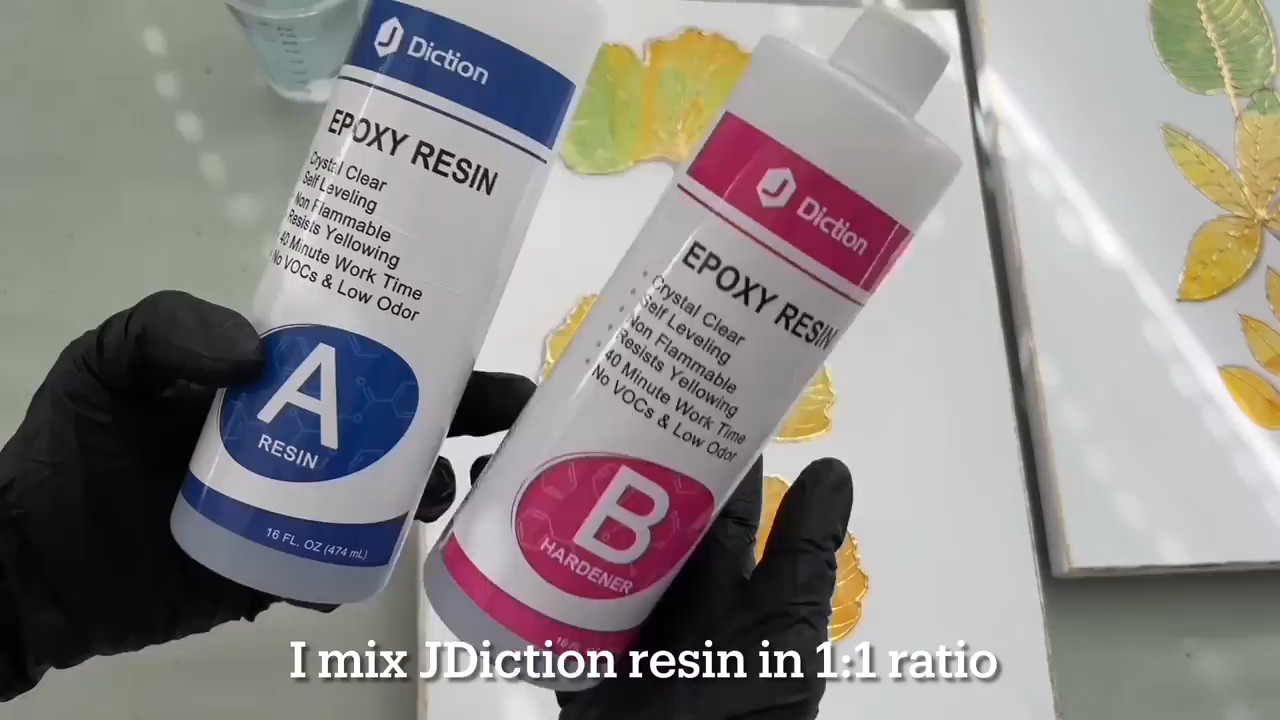 J Diction
EPOXY RESIN
Crystal Clear
Self Leveling
Non Flammable
Resists Yellowing
40 Minute Work Time
No VOCs & Low Odor
A
RESIN
16 FL. OZ (474 mL)
J Diction
EPOXY RESIN
• Crystal Clear
• Self Leveling
• Non Flammable
• Resists Yellowing
• 40 Minute Work Time
• No VOCs & Low Odor
B
HARDENER
I mix JDiction resin in 1:1 ratio